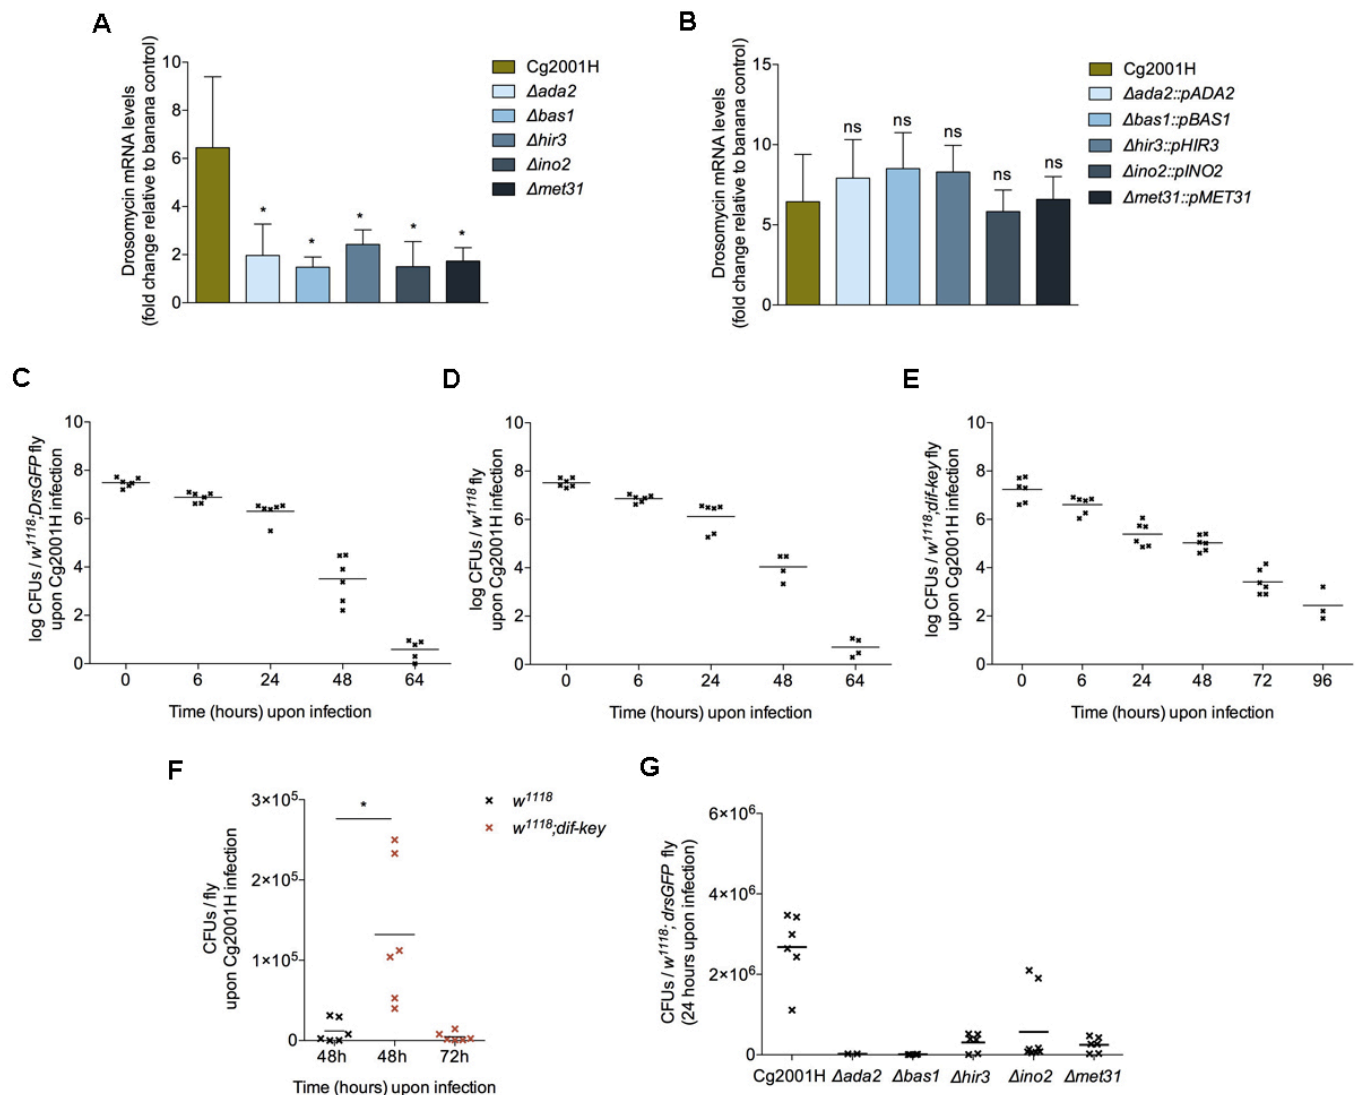 A
Drosomycin mRNA levels
(fold change relative to banana control)
10
8
6
4
2
0
*
*
*
*
*
Cg2001H
Δada2
Δbas1
Δhir3
Δino2
Δmet31
B
Drosomycin mRNA levels
(fold change relative to banana control)
15
10
5
0
ns
ns
ns
ns
ns
Cg2001H
Δada2::pADA2
Δbas1::pBAS1
Δhir3::pHIR3
Δino2::pINO2
Δmet31::pMET31
C
log CFUs / w1118;DrsGFP fly
upon Cg2001H infection
10
8
6
4
2
0
0 6 24 48 64
Time (hours) upon infection
D
log CFUs / w1118 fly
upon Cg2001H infection
10
8
6
4
2
0
0 6 24 48 64
Time (hours) upon infection
E
log CFUs / w1118;dif-key fly
upon Cg2001H infection
10
8
6
4
2
0
0 6 24 48 72 96
Time (hours) upon infection
F
CFUs / fly
upon Cg2001H infection
3×10⁵
2×10⁵
1×10⁵
0
*
48h 48h 72h
Time (hours) upon infection
w1118
w1118;dif-key
G
CFUs / w1118; drsGFP fly
(24 hours upon infection)
6×10⁶
4×10⁶
2×10⁶
0
Cg2001H Δada2 Δbas1 Δhir3 Δino2 Δmet31